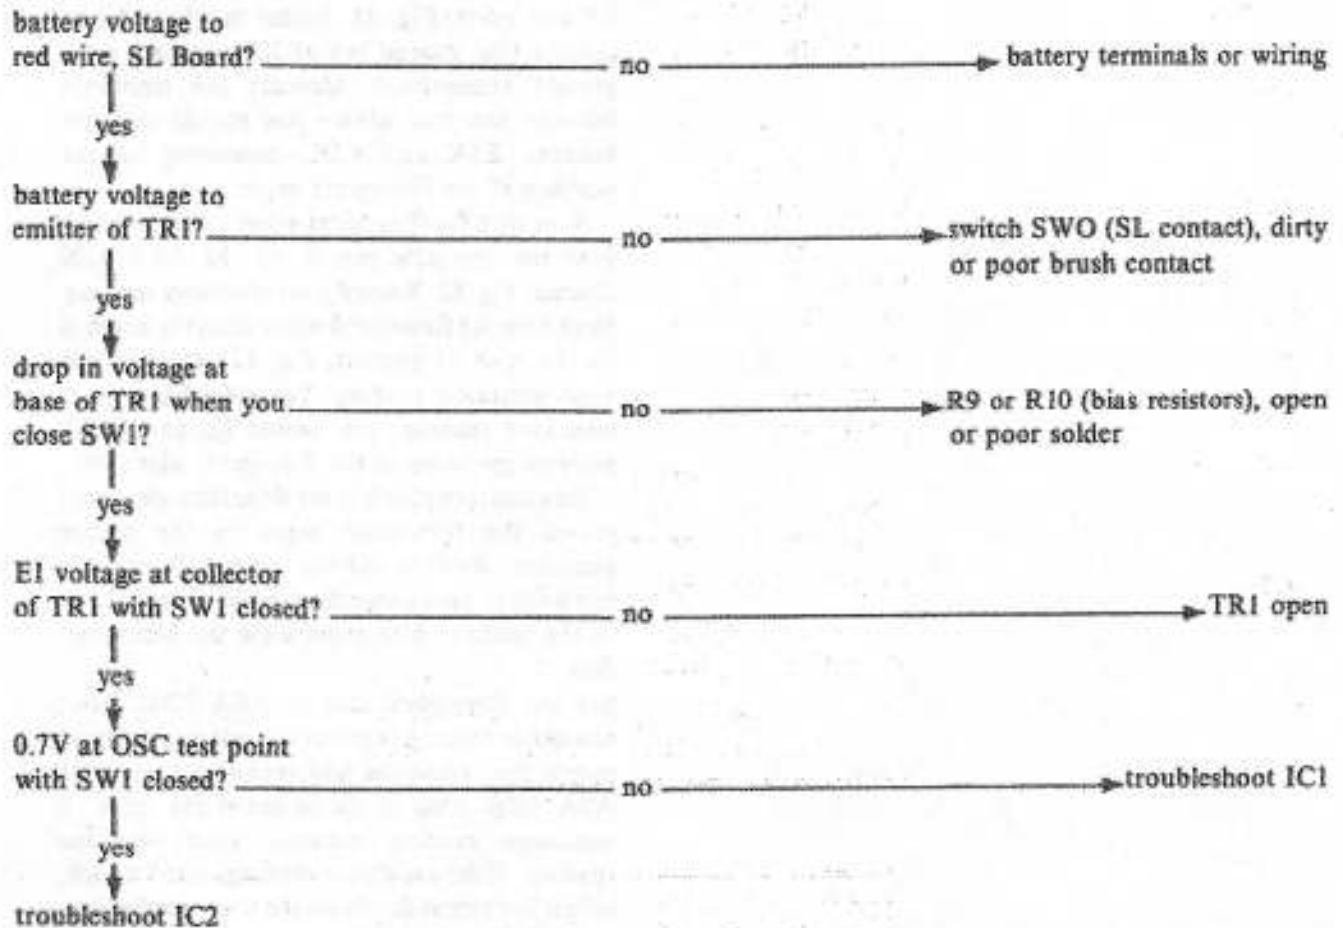 battery voltage to
red wire, SL Board? no battery terminals or wiring
yes
battery voltage to
emitter of TR1? no switch SWO (SL contact), dirty
or poor brush contact
yes
drop in voltage at
base of TR1 when you no R9 or R10 (bias resistors), open
close SW1? or poor solder
yes
E1 voltage at collector
of TR1 with SW1 closed? no TR1 open
yes
0.7V at OSC test point
with SW1 closed? no troubleshoot IC1
yes
troubleshoot IC2